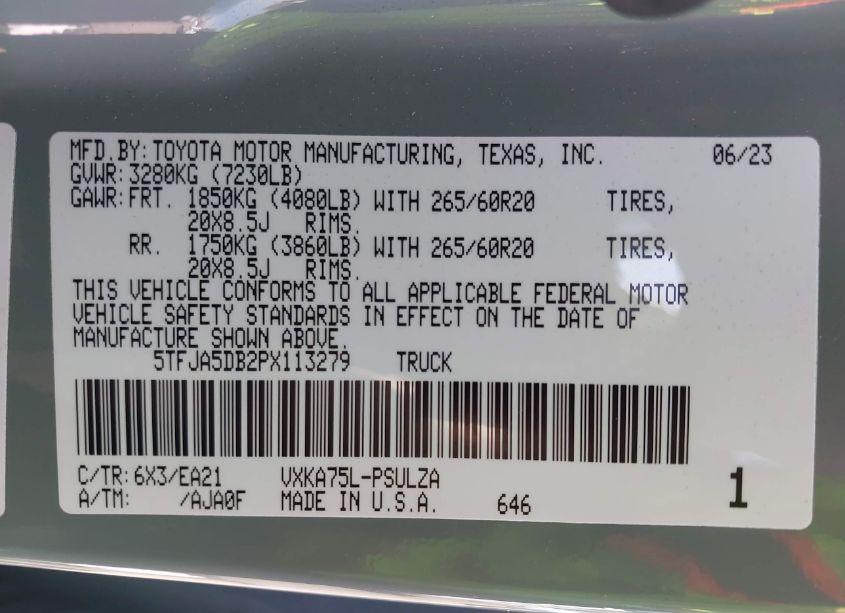 MFD.BY:TOYOTA MOTOR MANUFACTURING, TEXAS, INC. 06/23
GVWR:3280KG (7230LB)
GAWR:FRT. 1850KG (4080LB) WITH 265/60R20 TIRES,
20X8.5J RIMS.
RR. 1750KG (3860LB) WITH 265/60R20 TIRES,
20X8.5J RIMS.
THIS VEHICLE CONFORMS TO ALL APPLICABLE FEDERAL MOTOR
VEHICLE SAFETY STANDARDS IN EFFECT ON THE DATE OF
MANUFACTURE SHOWN ABOVE.
5TFJA5DB2PX113279 TRUCK
C/TR:6X3/EA21 VXKA75L-PSULZA
A/TM: /AJA0F MADE IN U.S.A. 646 1